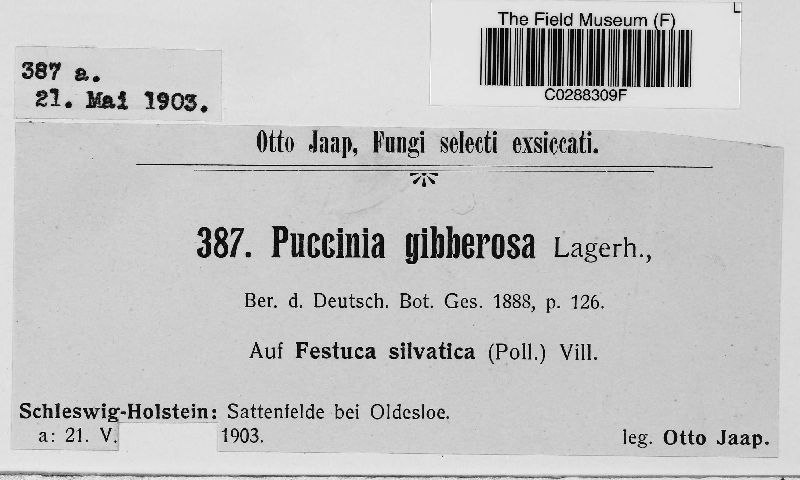 The Field Museum (F)
C0288309F
387 a.
21. Mai 1903.
Otto Jaap, Fungi selecti exsiccati.
387. Puccinia gibberosa Lagerh.,
Ber. d. Deutsch. Bot. Ges. 1888, p. 126.
Auf Festuca silvatica (Poll.) Vill.
Schleswig-Holstein: Sattenfelde bei Oldesloe.
a: 21. V. 1903.
leg. Otto Jaap.